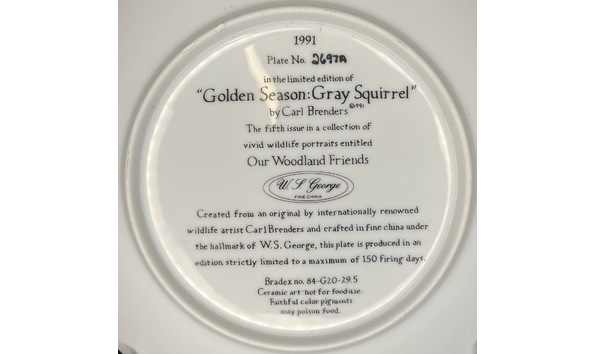 1991
Plate No. 2697A
in the limited edition of
"Golden Season: Gray Squirrel"
by Carl Brenders ©1991
The fifth issue in a collection of
vivid wildlife portraits entitled
Our Woodland Friends
W. S. George
FINE CHINA
Created from an original by internationally renowned
wildlife artist Carl Brenders and crafted in fine china under
the hallmark of W.S. George, this plate is produced in an
edition strictly limited to a maximum of 150 firing days.
Bradex no. 84-G20-29.5
Ceramic art not for food use.
Faithful color pigments
may poison food.